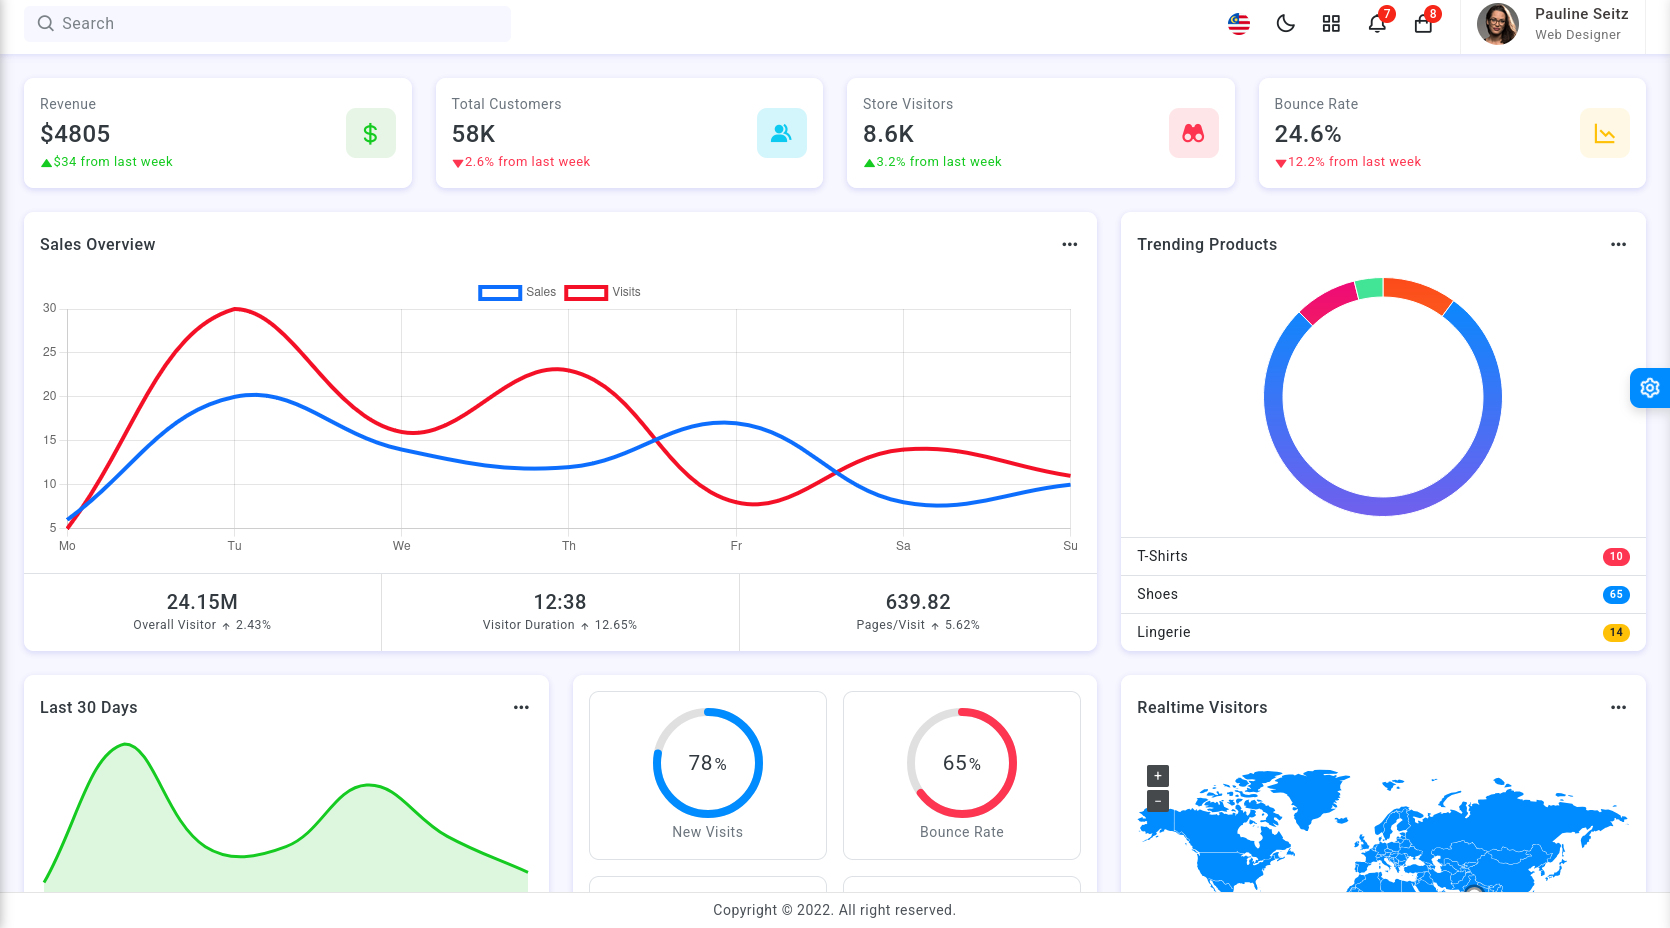 Search
7
8
Pauline Seitz
Web Designer
Revenue
$4805
$34 from last week
Total Customers
58K
2.6% from last week
Store Visitors
8.6K
3.2% from last week
Bounce Rate
24.6%
12.2% from last week
Sales Overview
Sales
Visits
30
25
20
15
10
5
Mo
Tu
We
Th
Fr
Sa
Su
24.15M
Overall Visitor ↑ 2.43%
12:38
Visitor Duration ↑ 12.65%
639.82
Pages/Visit ↑ 5.62%
Trending Products
T-Shirts
10
Shoes
65
Lingerie
14
Last 30 Days
78%
New Visits
65%
Bounce Rate
Realtime Visitors
+
−
Copyright © 2022. All right reserved.